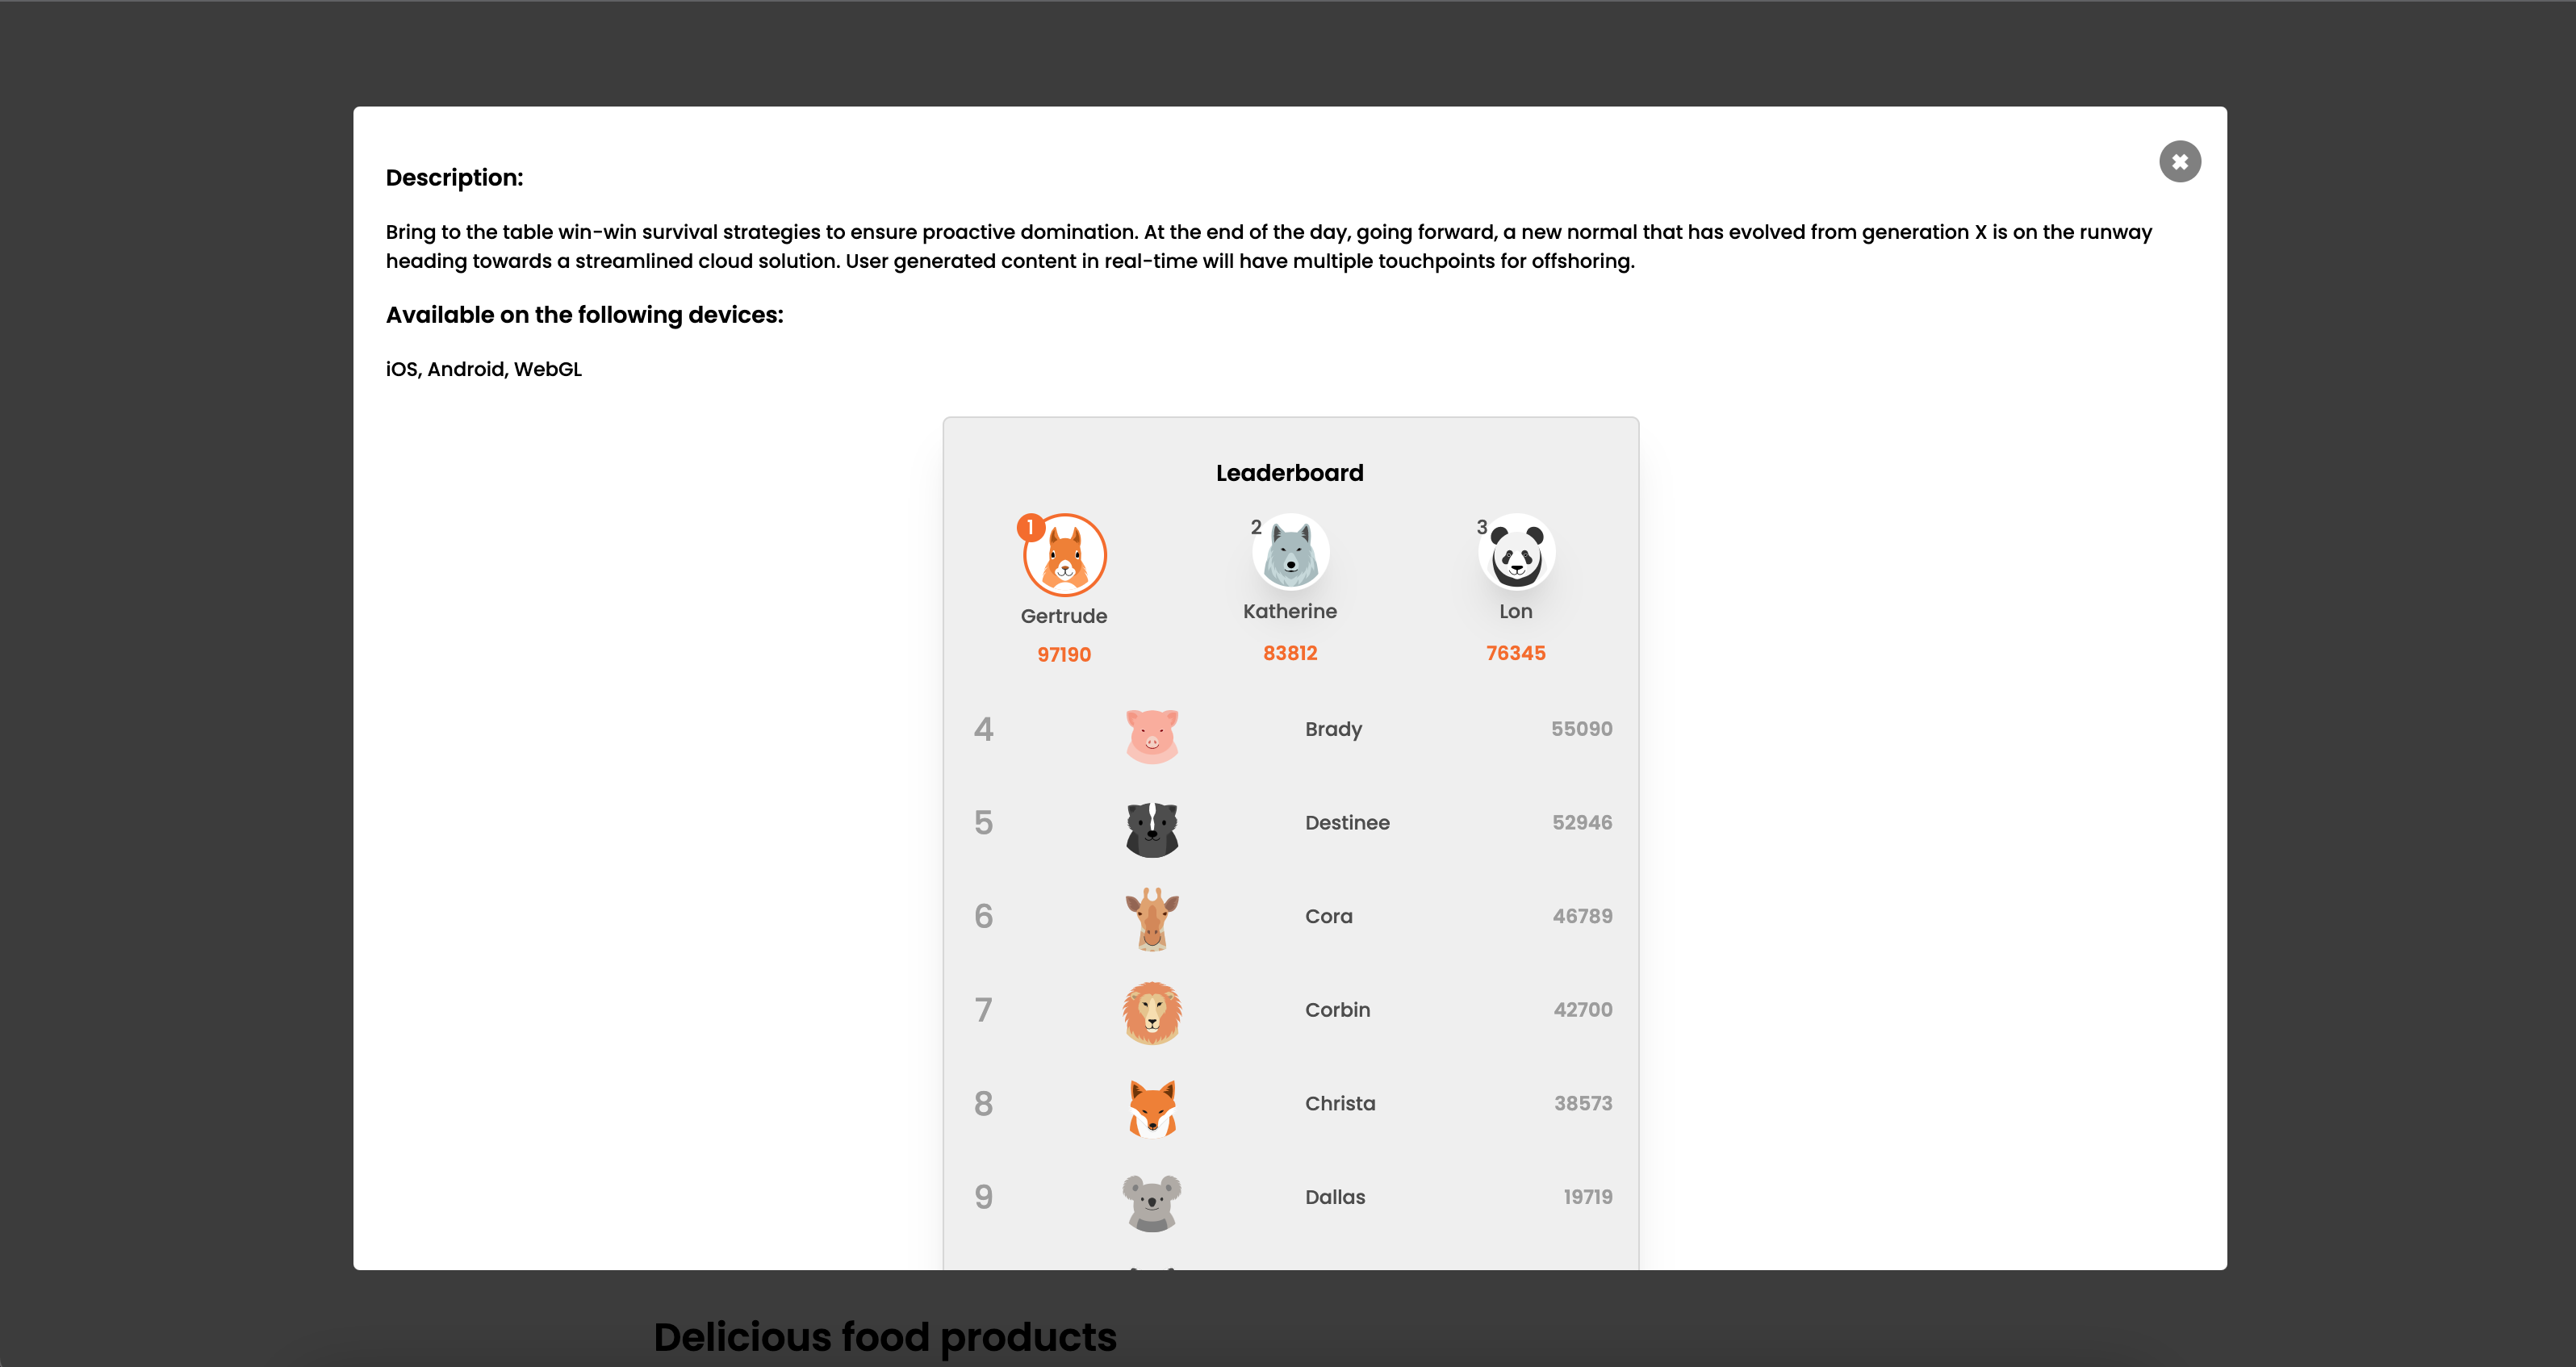 Description:
Bring to the table win-win survival strategies to ensure proactive domination. At the end of the day, going forward, a new normal that has evolved from generation X is on the runway
heading towards a streamlined cloud solution. User generated content in real-time will have multiple touchpoints for offshoring.
Available on the following devices:
iOS, Android, WebGL
Leaderboard
1 2 3
Gertrude Katherine Lon
97190 83812 76345
4 Brady 55090
5 Destinee 52946
6 Cora 46789
7 Corbin 42700
8 Christa 38573
9 Dallas 19719
Delicious food products